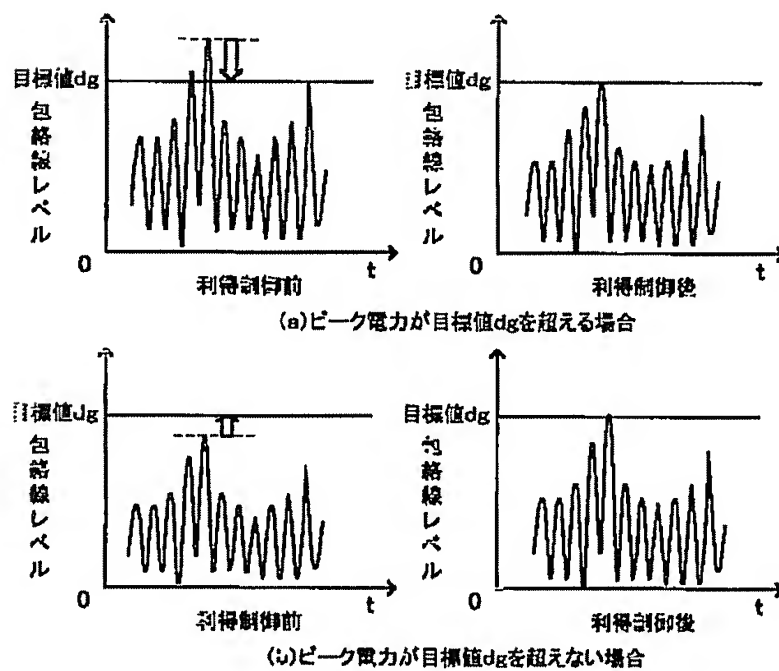 目標値dg
包絡線レベル
0
t
利得制御前
目標値dg
包絡線レベル
0
t
利得制御後
(a)ピーク電力が目標値dgを超える場合
目標値dg
包絡線レベル
0
t
利得制御前
目標値dg
包絡線レベル
0
t
利得制御後
(b)ピーク電力が目標値dgを超えない場合